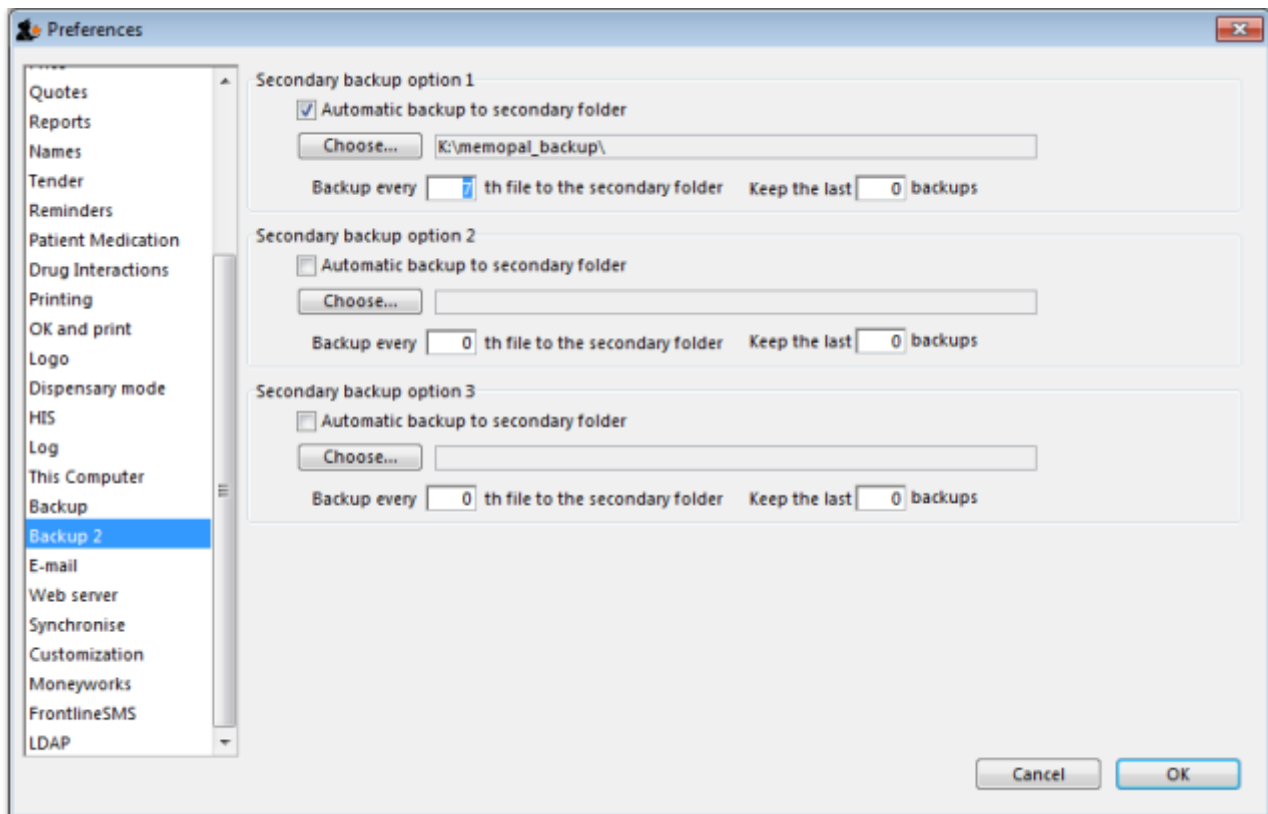 Preferences
Quotes
Reports
Names
Tender
Reminders
Patient Medication
Drug Interactions
Printing
OK and print
Logo
Dispensary mode
HIS
Log
This Computer
Backup
Backup 2
E-mail
Web server
Synchronise
Customization
Moneyworks
FrontlineSMS
LDAP
Secondary backup option 1
Automatic backup to secondary folder
Choose... K:\memopal_backup\
Backup every 7 th file to the secondary folder Keep the last 0 backups
Secondary backup option 2
Automatic backup to secondary folder
Choose...
Backup every 0 th file to the secondary folder Keep the last 0 backups
Secondary backup option 3
Automatic backup to secondary folder
Choose...
Backup every 0 th file to the secondary folder Keep the last 0 backups
Cancel OK